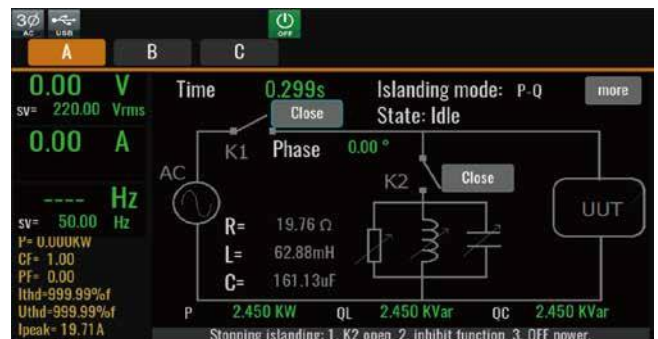 3Ø
AC
USB
OFF
A B C
0.00 V
sv= 220.00 Vrms
0.00 A
---- Hz
sv= 50.00 Hz
P= 0.000KW
CF= 1.00
PF= 0.00
Ithd=999.99%f
Uthd=999.99%f
Ipeak= 19.71A
Time 0.299s
Islanding mode: P-Q
more
Close
State: Idle
K1
Phase 0.00 °
AC
K2
Close
UUT
R= 19.76 Ω
L= 62.88mH
C= 161.13uF
P 2.450 KW QL 2.450 KVar QC 2.450 KVar
Stopping islanding: 1. K2 open 2. inhibit function 3. OFF power.